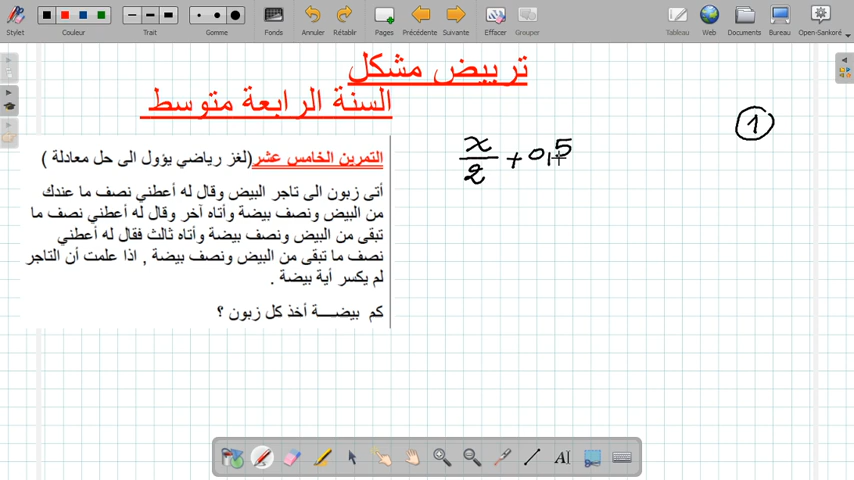 Stylet
Couleur
Trait
Gomme
Fonds
Annuler
Rétablir
Pages
Précédente
Suivante
Effacer
Grouper
Tableau
Web
Documents
Bureau
Open-Sankoré
تربيض مشكل
السنة الرابعة متوسط
1
x/2 + 0,5
التمرين الخامس عشر(لغز رياضي يؤول الى حل معادلة )
أتى زبون الى تاجر البيض وقال له أعطني نصف ما عندك
من البيض ونصف بيضة وأتاه آخر وقال له أعطني نصف ما
تبقى من البيض ونصف بيضة وأتاه ثالث فقال له أعطني
نصف ما تبقى من البيض ونصف بيضة , اذا علمت أن التاجر
لم يكسر أية بيضة .
كم بيضـــة أخذ كل زبون ؟